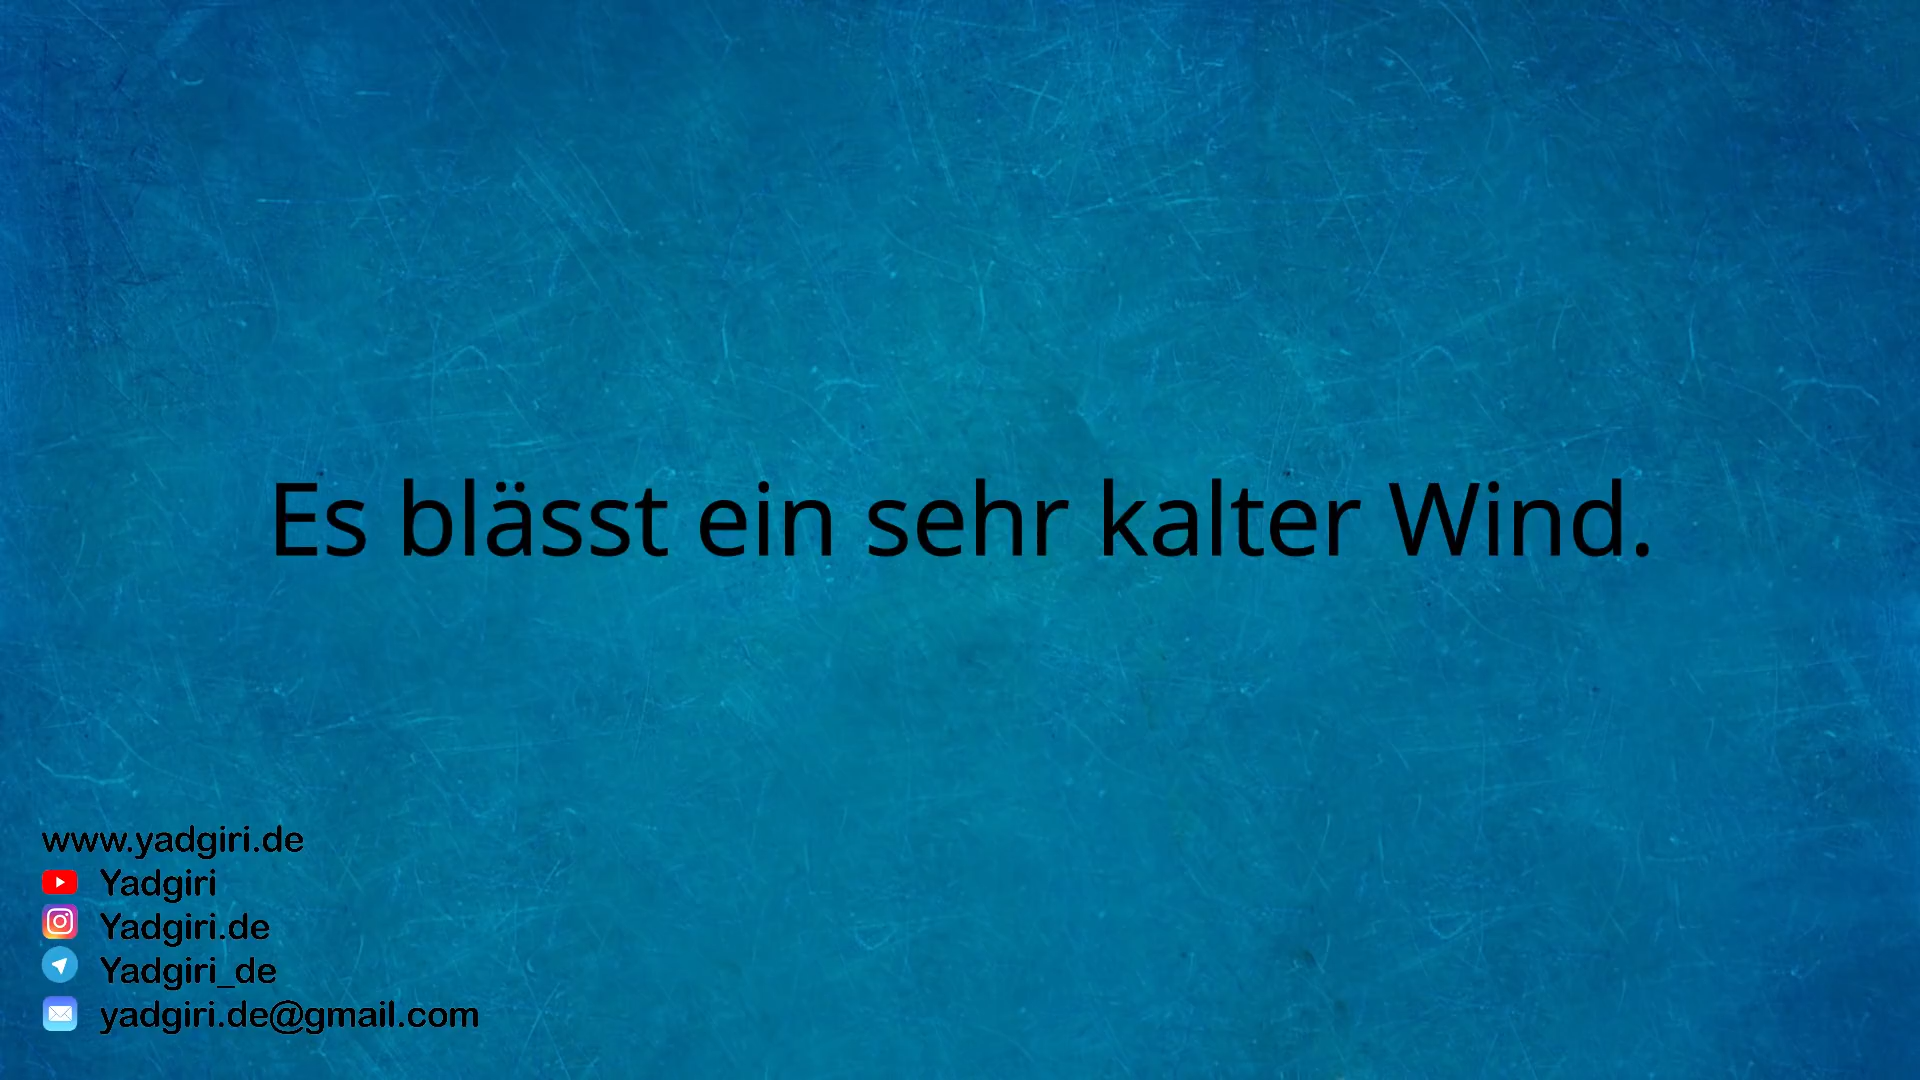 Es blässt ein sehr kalter Wind.
www.yadgiri.de
Yadgiri
Yadgiri.de
Yadgiri_de
yadgiri.de@gmail.com